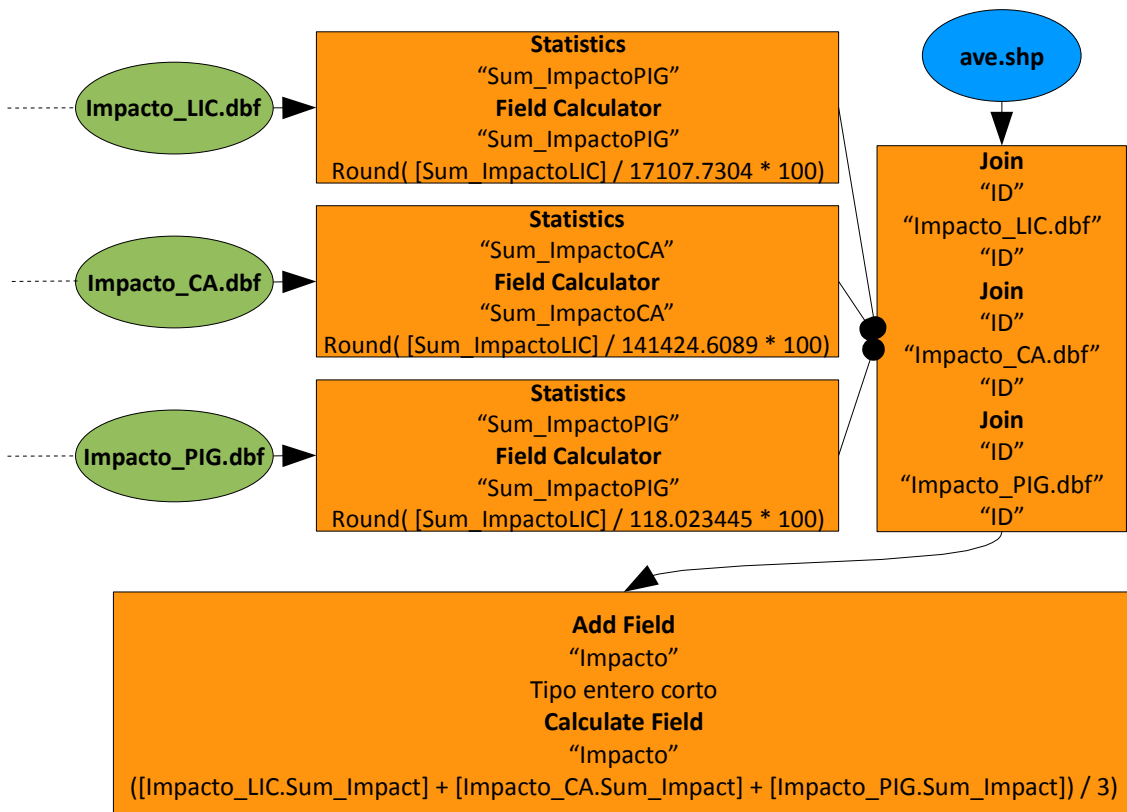 Impacto_LIC.dbf
Statistics
“Sum_ImpactoPIG”
Field Calculator
“Sum_ImpactoPIG”
Round( [Sum_ImpactoLIC] / 17107.7304 * 100)
Impacto_CA.dbf
Statistics
“Sum_ImpactoCA”
Field Calculator
“Sum_ImpactoCA”
Round( [Sum_ImpactoLIC] / 141424.6089 * 100)
Impacto_PIG.dbf
Statistics
“Sum_ImpactoPIG”
Field Calculator
“Sum_ImpactoPIG”
Round( [Sum_ImpactoLIC] / 118.023445 * 100)
ave.shp
Join
“ID”
“Impacto_LIC.dbf”
“ID”
Join
“ID”
“Impacto_CA.dbf”
“ID”
Join
“ID”
“Impacto_PIG.dbf”
“ID”
Add Field
“Impacto”
Tipo entero corto
Calculate Field
“Impacto”
([Impacto_LIC.Sum_Impact] + [Impacto_CA.Sum_Impact] + [Impacto_PIG.Sum_Impact]) / 3)